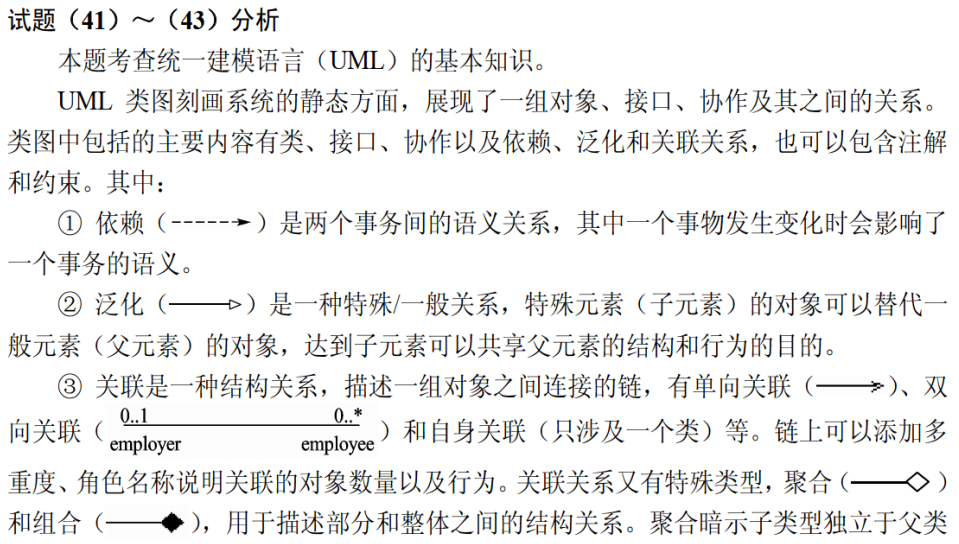 试题（41）～（43）分析
本题考查统一建模语言（UML）的基本知识。
UML 类图刻画系统的静态方面，展现了一组对象、接口、协作及其之间的关系。
类图中包括的主要内容有类、接口、协作以及依赖、泛化和关联关系，也可以包含注解
和约束。其中：
① 依赖（）是两个事务间的语义关系，其中一个事物发生变化时会影响了
一个事务的语义。
② 泛化（）是一种特殊/一般关系，特殊元素（子元素）的对象可以替代一
般元素（父元素）的对象，达到子元素可以共享父元素的结构和行为的目的。
③ 关联是一种结构关系，描述一组对象之间连接的链，有单向关联（）、双
向关联（0..1 employer 0..* employee）和自身关联（只涉及一个类）等。链上可以添加多
重度、角色名称说明关联的对象数量以及行为。关联关系又有特殊类型，聚合（）
和组合（），用于描述部分和整体之间的结构关系。聚合暗示子类型独立于父类